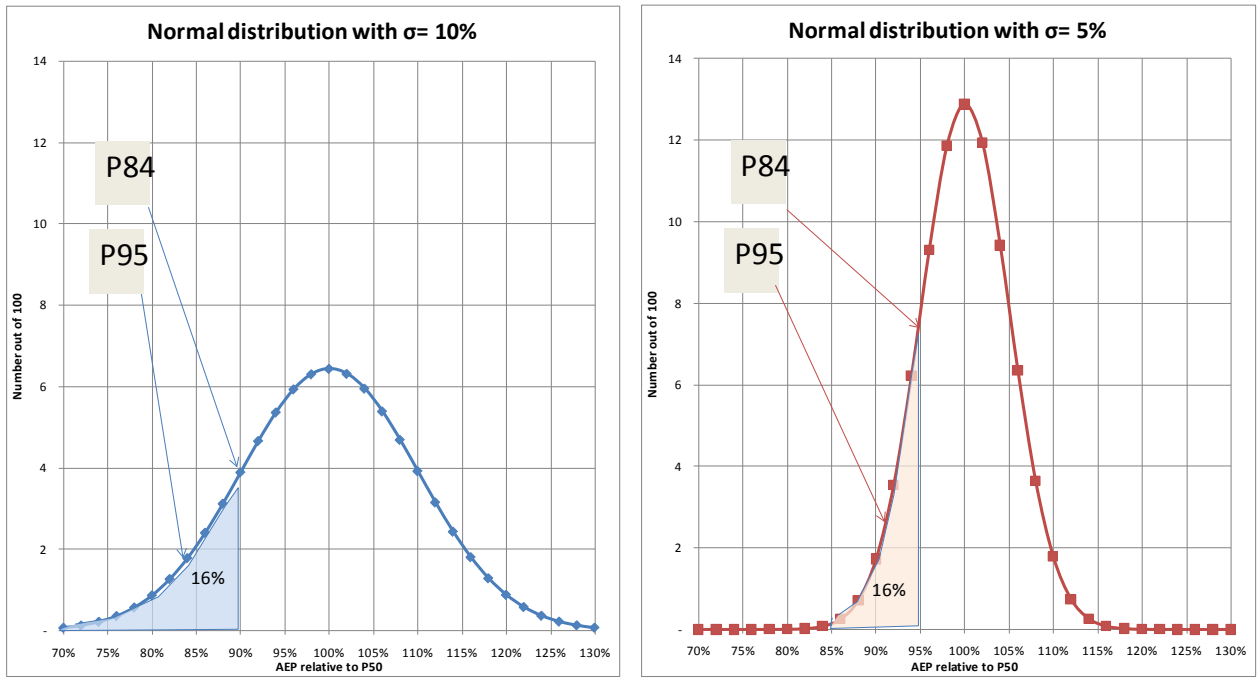 Normal distribution with σ= 10%
14
12
10
8
6
4
2
-
Number out of 100
P84
P95
16%
70% 75% 80% 85% 90% 95% 100% 105% 110% 115% 120% 125% 130%
AEP relative to P50
Normal distribution with σ= 5%
14
12
10
8
6
4
2
-
Number out of 100
P84
P95
16%
70% 75% 80% 85% 90% 95% 100% 105% 110% 115% 120% 125% 130%
AEP relative to P50